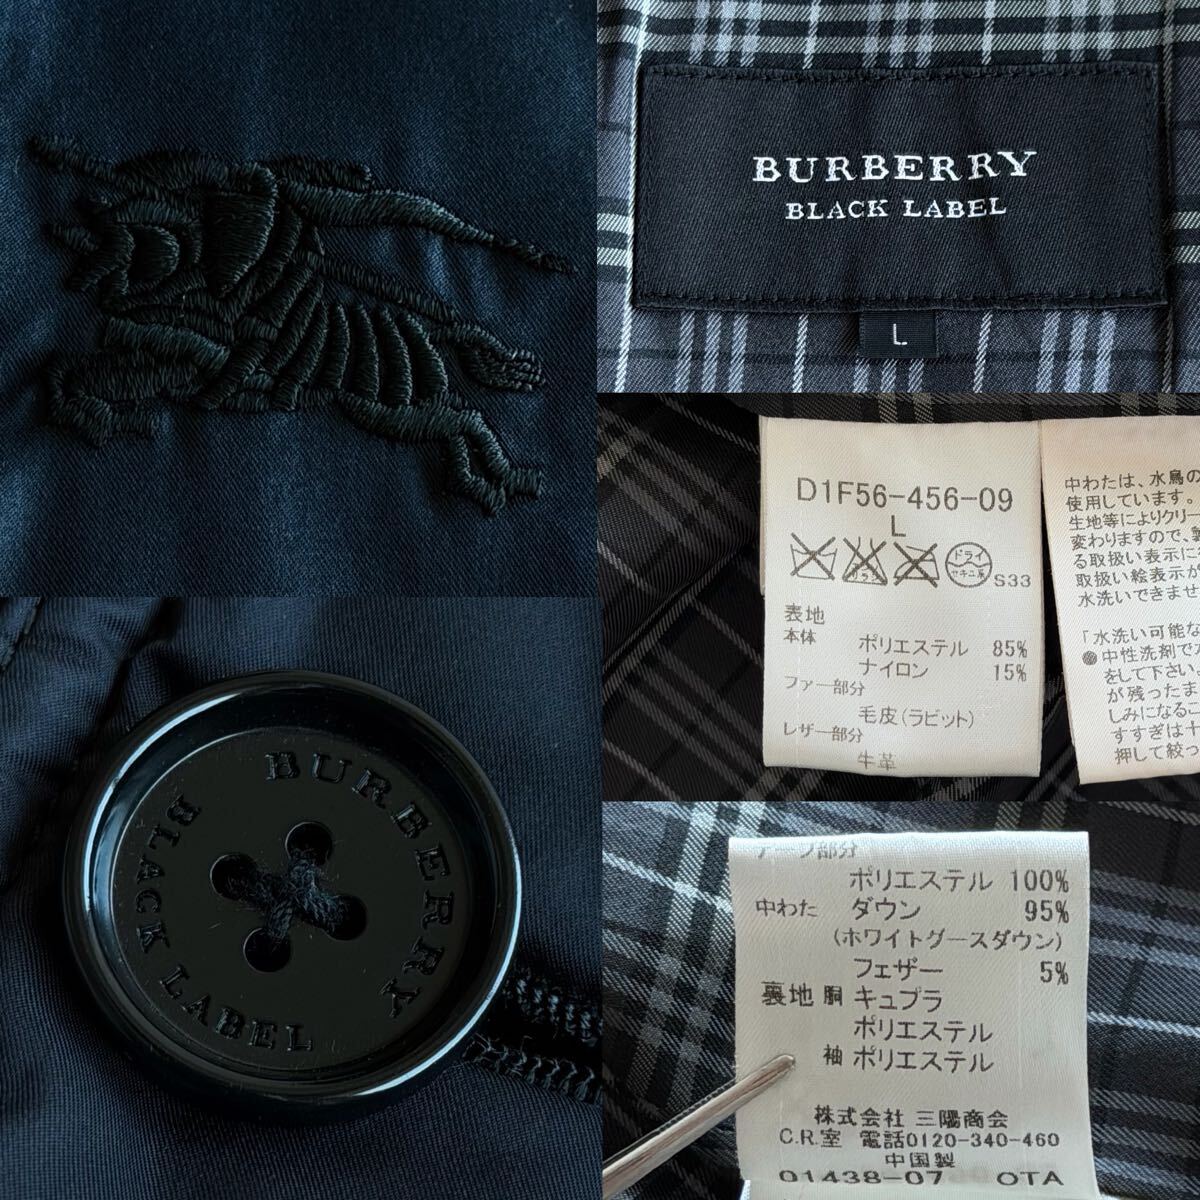 BURBERRY
BLACK LABEL
L
D1F56-456-09
L
ドライ
セキユ系
S33
表地
本体
ポリエステル 85%
ナイロン 15%
ファー部分
毛皮(ラビット)
レザー部分
牛革
中わたは、水鳥の
使用しています。
生地等によりクリー
変わりますので、
る取扱い表示に
取扱い絵表示が
水洗いできませ
「水洗い可能な
●中性洗剤で
をして下さい。
が残ったま
しみになるこ
すすぎは十
押して絞っ
BURBERRY
BLACK LABEL
テープ部分
ポリエステル 100%
中わた ダウン 95%
(ホワイトグースダウン)
フェザー 5%
裏地 胴 キュプラ
ポリエステル
袖 ポリエステル
株式会社 三陽商会
C.R.室 電話0120-340-460
中国製
01438-07 OTA